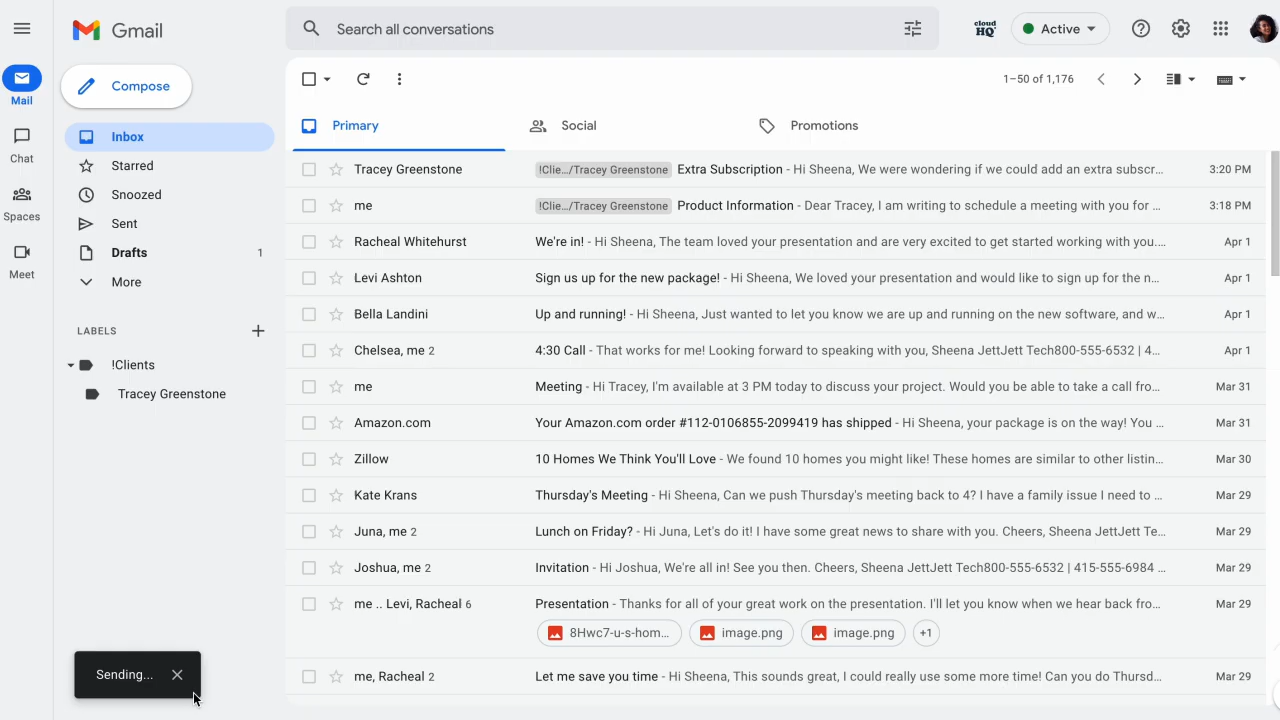 Gmail
Search all conversations
cloud HQ'
Active
Mail
Chat
Spaces
Meet
Compose
Inbox
Starred
Snoozed
Sent
Drafts 1
More
LABELS
!Clients
Tracey Greenstone
1–50 of 1,176
Primary Social Promotions
Tracey Greenstone !Clie.../Tracey Greenstone Extra Subscription - Hi Sheena, We were wondering if we could add an extra subscr... 3:20 PM
me !Clie.../Tracey Greenstone Product Information - Dear Tracey, I am writing to schedule a meeting with you for ... 3:18 PM
Racheal Whitehurst We're in! - Hi Sheena, The team loved your presentation and are very excited to get started working with you.... Apr 1
Levi Ashton Sign us up for the new package! - Hi Sheena, We loved your presentation and would like to sign up for the n... Apr 1
Bella Landini Up and running! - Hi Sheena, Just wanted to let you know we are up and running on the new software, and w... Apr 1
Chelsea, me 2 4:30 Call - That works for me! Looking forward to speaking with you, Sheena JettJett Tech800-555-6532 | 4... Apr 1
me Meeting - Hi Tracey, I'm available at 3 PM today to discuss your project. Would you be able to take a call fro... Mar 31
Amazon.com Your Amazon.com order #112-0106855-2099419 has shipped - Hi Sheena, your package is on the way! You ... Mar 31
Zillow 10 Homes We Think You'll Love - We found 10 homes you might like! These homes are similar to other listin... Mar 30
Kate Krans Thursday's Meeting - Hi Sheena, Can we push Thursday's meeting back to 4? I have a family issue I need to ... Mar 29
Juna, me 2 Lunch on Friday? - Hi Juna, Let's do it! I have some great news to share with you. Cheers, Sheena JettJett Te... Mar 29
Joshua, me 2 Invitation - Hi Joshua, We're all in! See you then. Cheers, Sheena JettJett Tech800-555-6532 | 415-555-6984 ... Mar 29
me .. Levi, Racheal 6 Presentation - Thanks for all of your great work on the presentation. I'll let you know when we hear back fro... Mar 29
8Hwc7-u-s-hom... image.png image.png +1
me, Racheal 2 Let me save you time - Hi Sheena, This sounds great, I could really use some more time! Can you do Thursd... Mar 29
Sending...